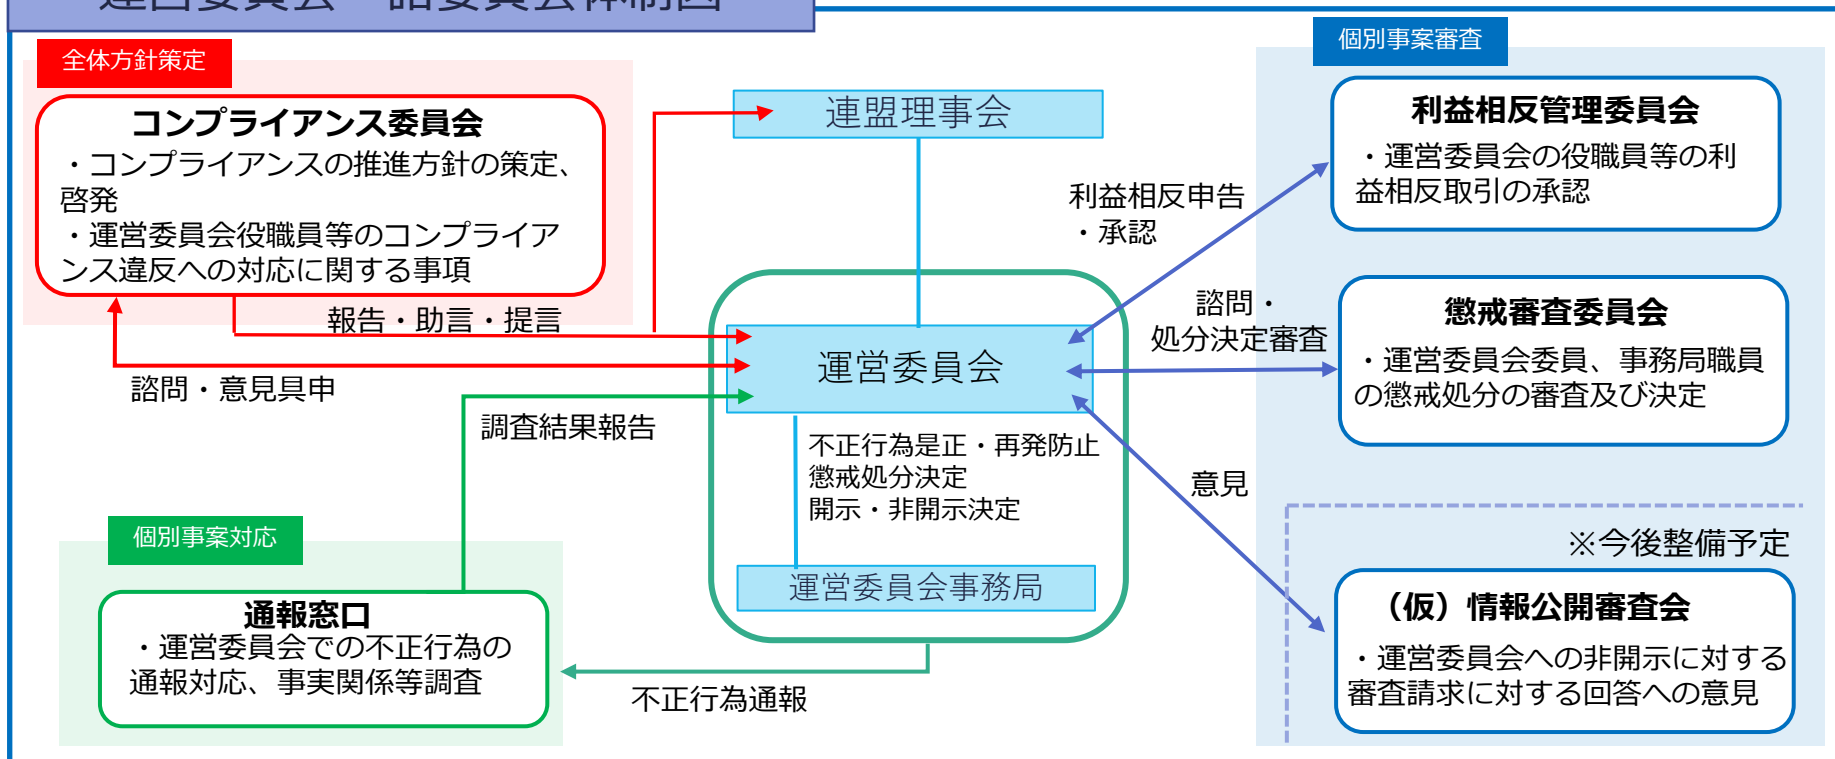 運営委員会 諮委員会体制図
全体方針策定
コンプライアンス委員会
・コンプライアンスの推進方針の策定、
啓発
・運営委員会役職員等のコンプライア
ンス違反への対応に関する事項
報告・助言・提言
諮問・意見具申
調査結果報告
個別事案対応
通報窓口
・運営委員会での不正行為の
通報対応、事実関係等調査
不正行為通報
連盟理事会
運営委員会
不正行為是正・再発防止
懲戒処分決定
開示・非開示決定
運営委員会事務局
利益相反申告
・承認
諮問・
処分決定審査
意見
個別事案審査
利益相反管理委員会
・運営委員会の役職員等の利
益相反取引の承認
懲戒審査委員会
・運営委員会委員、事務局職員
の懲戒処分の審査及び決定
※今後整備予定
（仮）情報公開審査会
・運営委員会への非開示に対する
審査請求に対する回答への意見